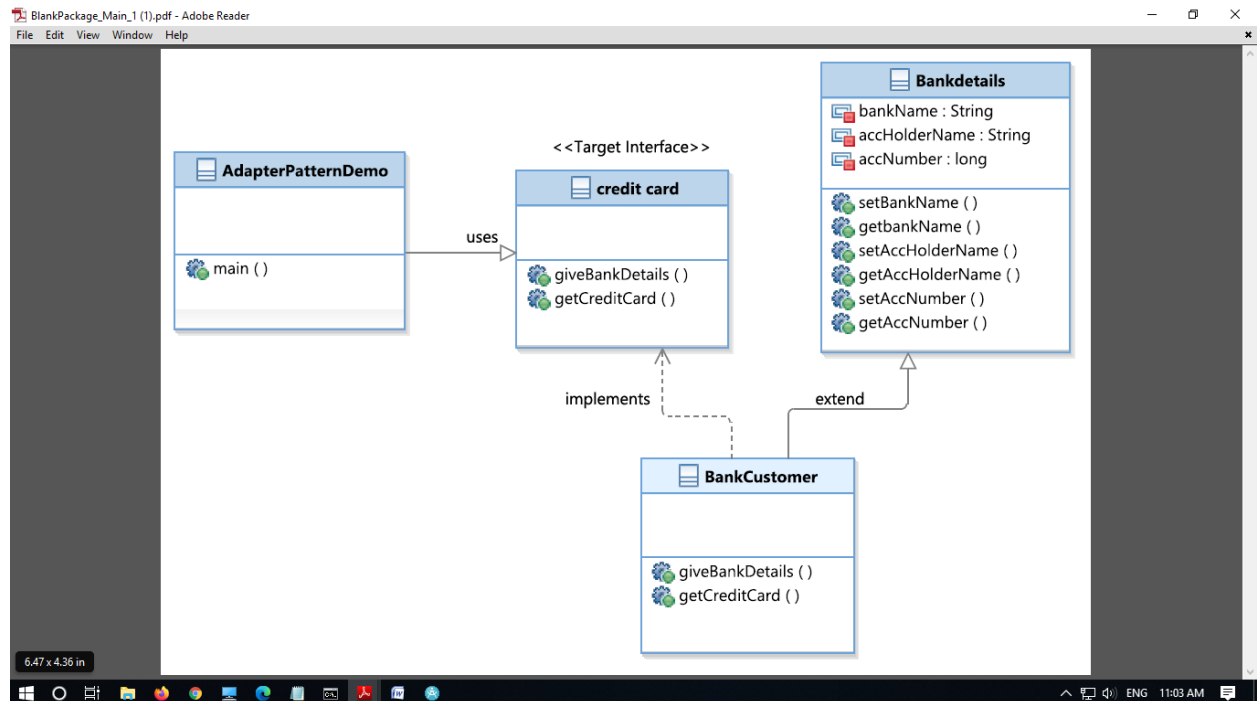 BlankPackage_Main_1 (1).pdf - Adobe Reader
File Edit View Window Help
AdapterPatternDemo
main ( )
uses
<<Target Interface>>
credit card
giveBankDetails ( )
getCreditCard ( )
Bankdetails
bankName : String
accHolderName : String
accNumber : long
setBankName ( )
getbankName ( )
setAccHolderName ( )
getAccHolderName ( )
setAccNumber ( )
getAccNumber ( )
implements
extend
BankCustomer
giveBankDetails ( )
getCreditCard ( )
6.47 x 4.36 in
ENG 11:03 AM